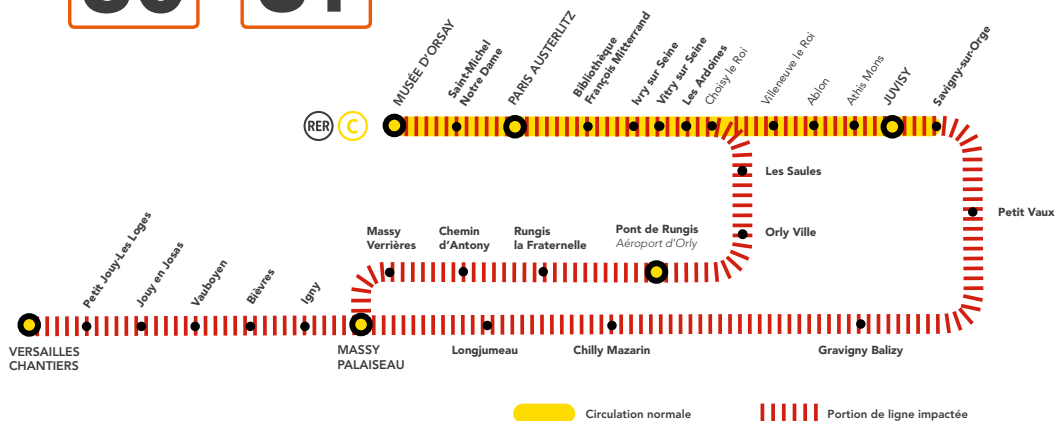 RER C
MUSÉE D'ORSAY
Saint-Michel
Notre Dame
PARIS AUSTERLITZ
Bibliothèque
François Mitterrand
Ivry sur Seine
Vitry sur Seine
Les Ardoines
Choisy le Roi
Villeneuve le Roi
Ablon
Athis Mons
JUVISY
Savigny-sur-Orge
Les Saules
Petit Vaux
Orly Ville
Pont de Rungis
Aéroport d'Orly
Rungis
la Fraternelle
Chemin
d'Antony
Massy
Verrières
Petit Jouy-Les Loges
Jouy en Josas
Vauboyen
Bièvres
Igny
VERSAILLES
CHANTIERS
MASSY
PALAISEAU
Longjumeau
Chilly Mazarin
Gravigny Balizy
Circulation normale
Portion de ligne impactée